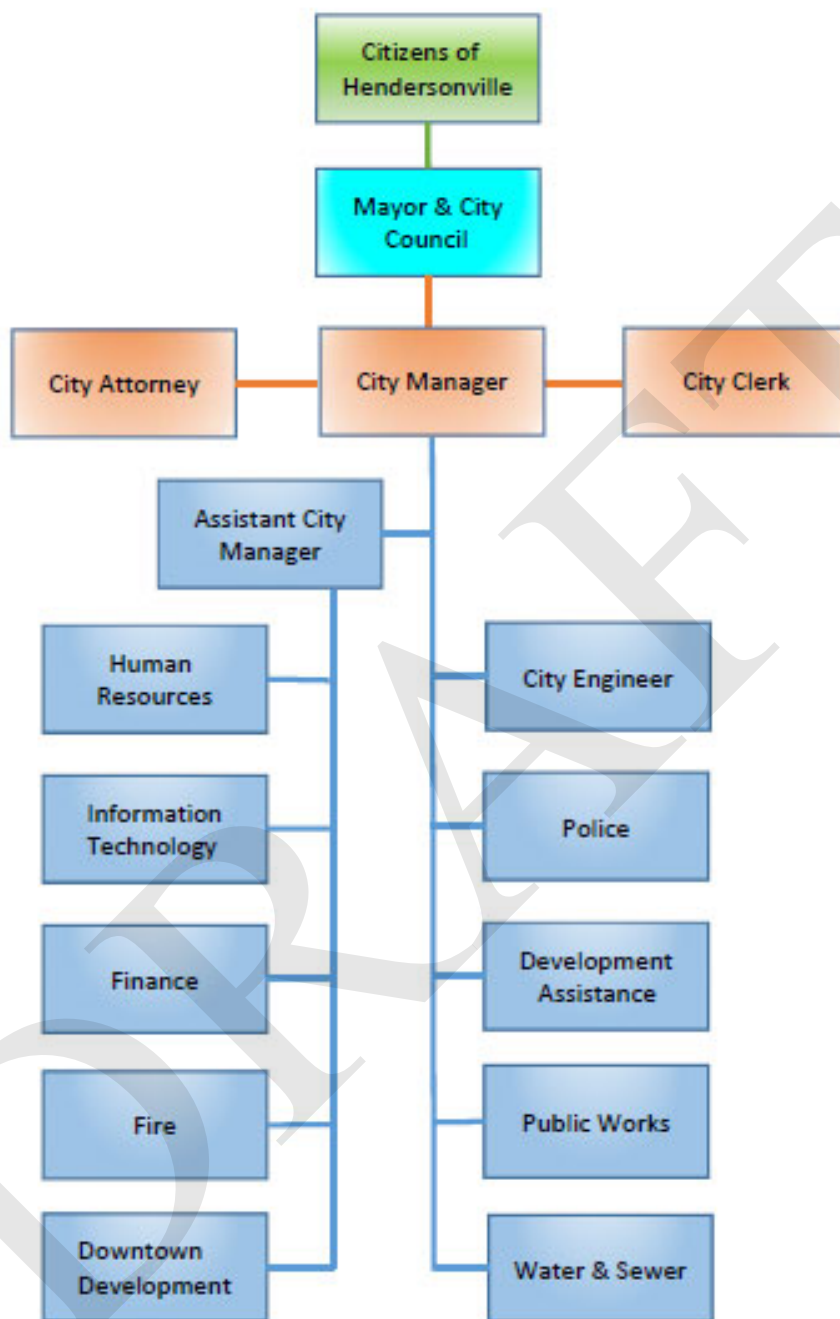 Citizens of
Hendersonville
Mayor & City
Council
City Attorney
City Manager
City Clerk
Assistant City
Manager
Human
Resources
City Engineer
Information
Technology
Police
Finance
Development
Assistance
Fire
Public Works
Downtown
Development
Water & Sewer
DRAFT